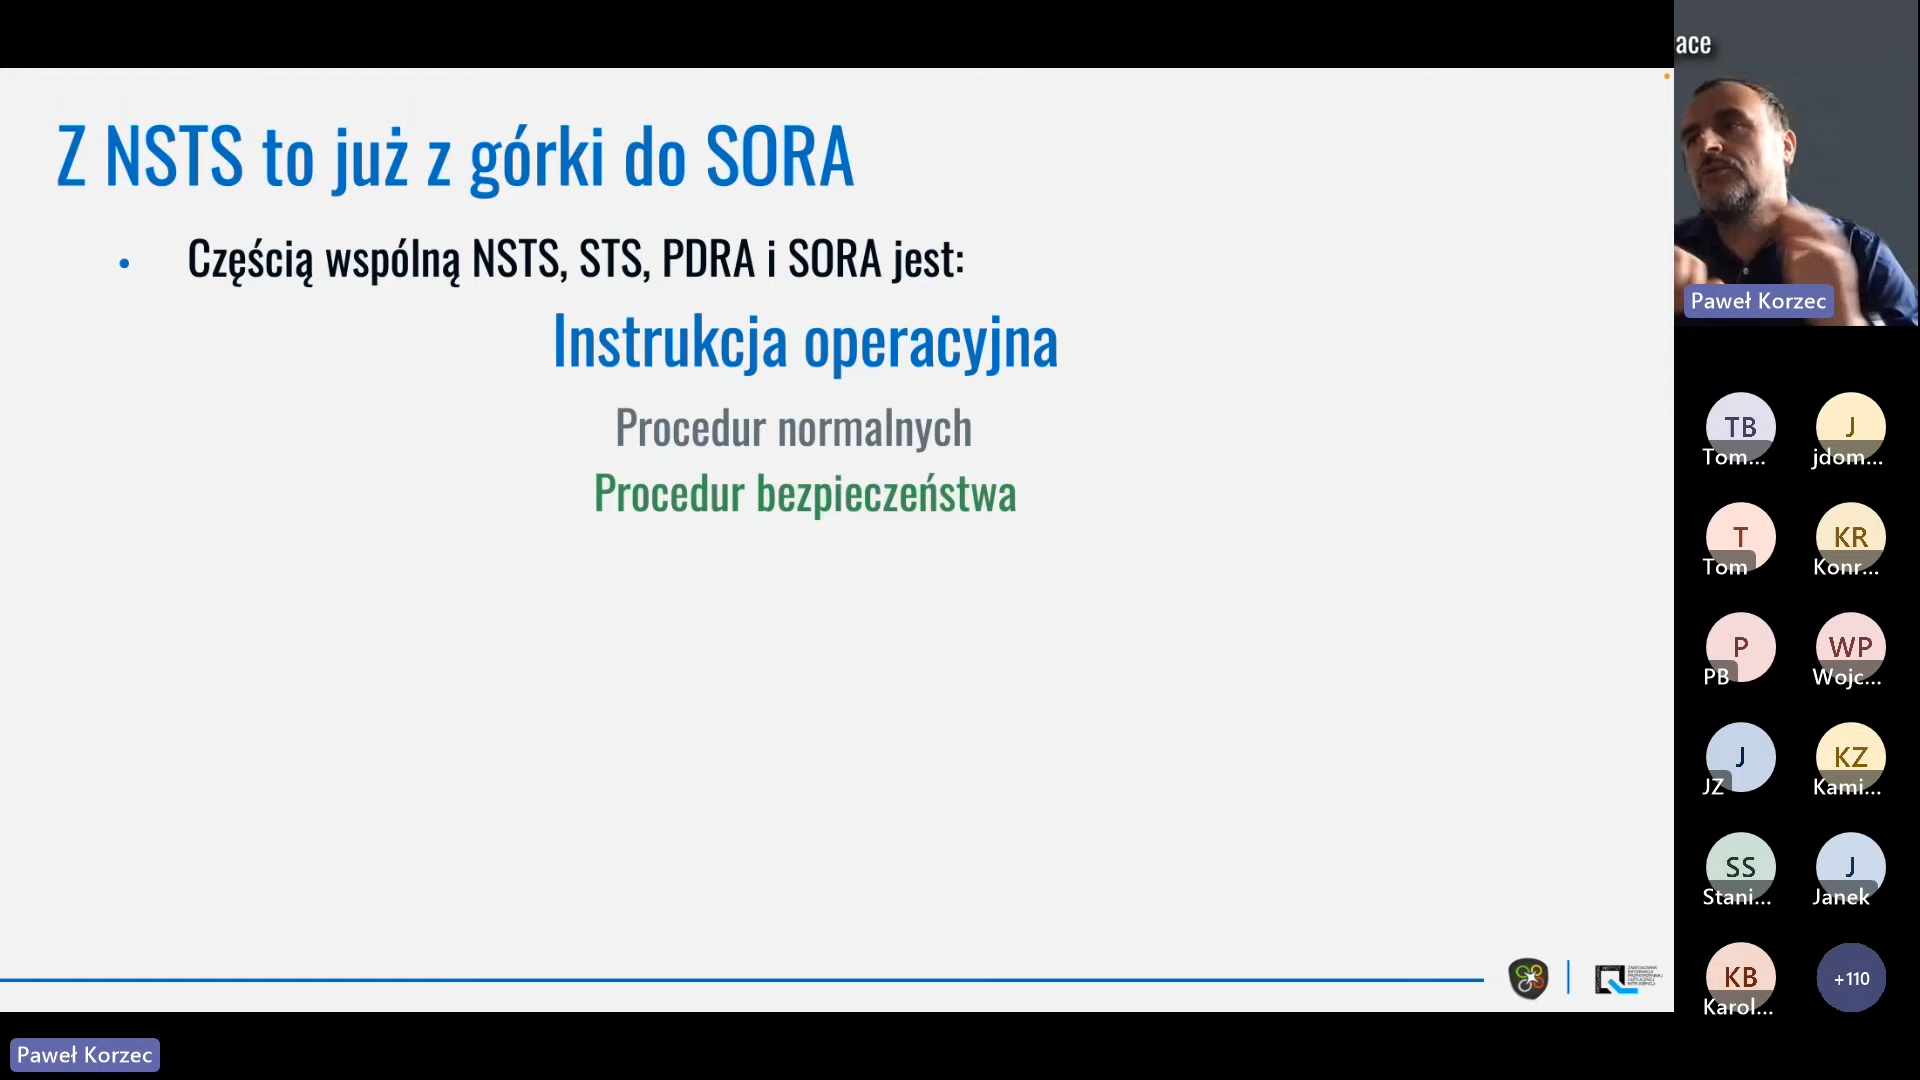 ace
Z NSTS to już z górki do SORA
• Częścią wspólną NSTS, STS, PDRA i SORA jest:
Instrukcja operacyjna
Procedur normalnych
Procedur bezpieczeństwa
Paweł Korzec
TB
Tom...
J
jdom...
T
Tom
KR
Konr...
P
PB
WP
Wojc...
J
JZ
KZ
Kami...
SS
Stani...
J
Janek
KB
Karol...
+110
Paweł Korzec